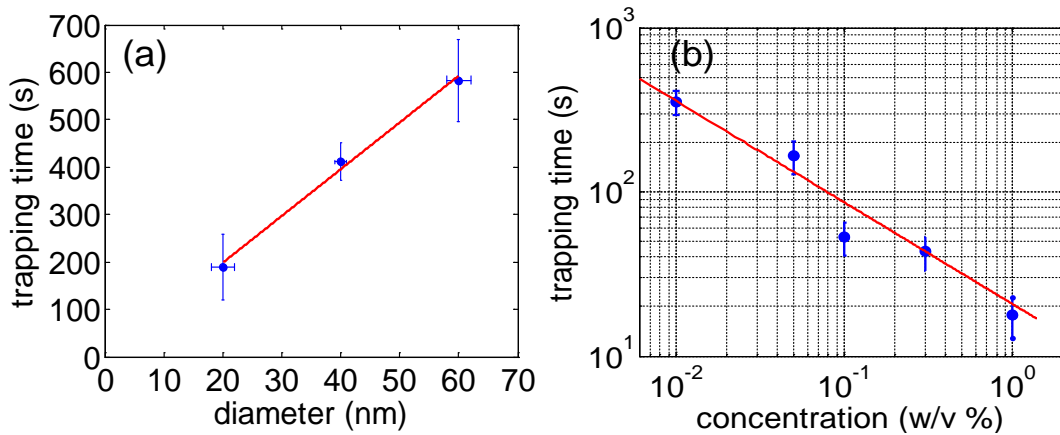 (a)
trapping time (s)
700
600
500
400
300
200
100
0
0 10 20 30 40 50 60 70
diameter (nm)
(b)
trapping time (s)
10³
10²
10¹
10⁻² 10⁻¹ 10⁰
concentration (w/v %)